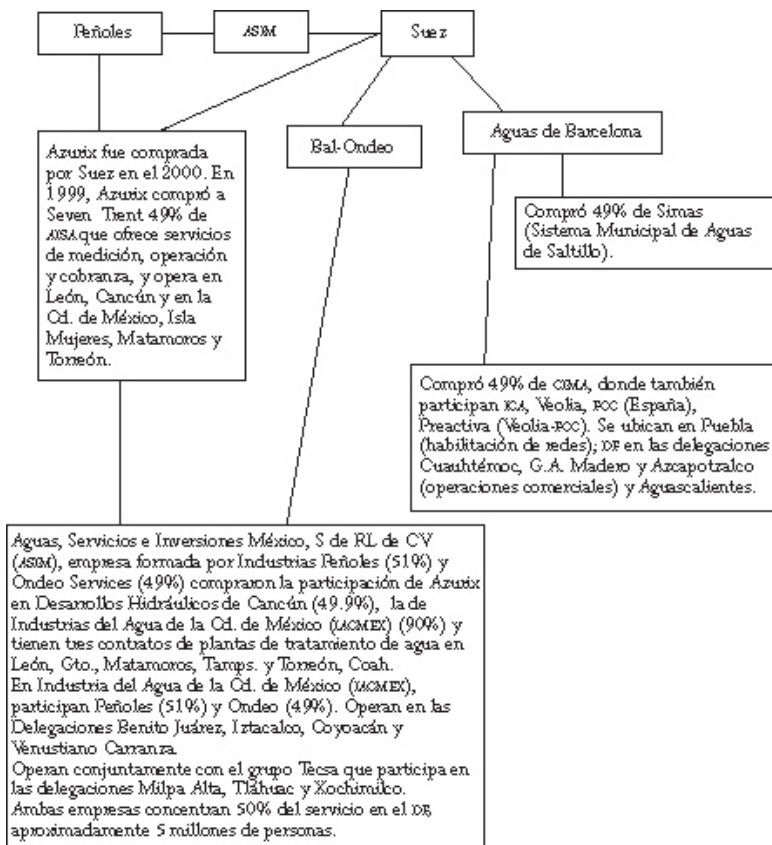 Peñoles
ASIM
Suez
Azurix fue comprada
por Suez en el 2000. En
1999, Azurix compró a
Seven Trent 49% de
AISA que ofrece servicios
de medición, operación
y cobranza, y opera en
León, Cancún y en la
Cd. de México, Isla
Mujeres, Matamoros y
Torreón.
Bal-Ondeo
Aguas de Barcelona
Compró 49% de Simas
(Sistema Municipal de Aguas
de Saltillo).
Compró 49% de CIMA, donde también
participan ICA, Veolia, FCC (España),
Preactiva (Veolia-FCC). Se ubican en Puebla
(habilitación de redes); DF en las delegaciones
Cuauhtémoc, G.A. Madero y Azcapotzalco
(operaciones comerciales) y Aguascalientes.
Aguas, Servicios e Inversiones México, S de RL de CV
(ASIM), empresa formada por Industrias Peñoles (51%) y
Ondeo Services (49%) compraron la participación de Azurix
en Desarrollos Hidráulicos de Cancún (49.9%), la de
Industrias del Agua de la Cd. de México (IACMEX) (90%) y
tienen tres contratos de plantas de tratamiento de agua en
León, Gto., Matamoros, Tamps. y Torreón, Coah.
En Industria del Agua de la Cd. de México (IACMEX),
participan Peñoles (51%) y Ondeo (49%). Operan en las
Delegaciones Benito Juárez, Iztacalco, Coyoacán y
Venustiano Carranza
Operan conjuntamente con el grupo Tecsa que participa en
las delegaciones Milpa Alta, Tláhuac y Xochimilco.
Ambas empresas concentran 50% del servicio en el DF,
aproximadamente 5 millones de personas.